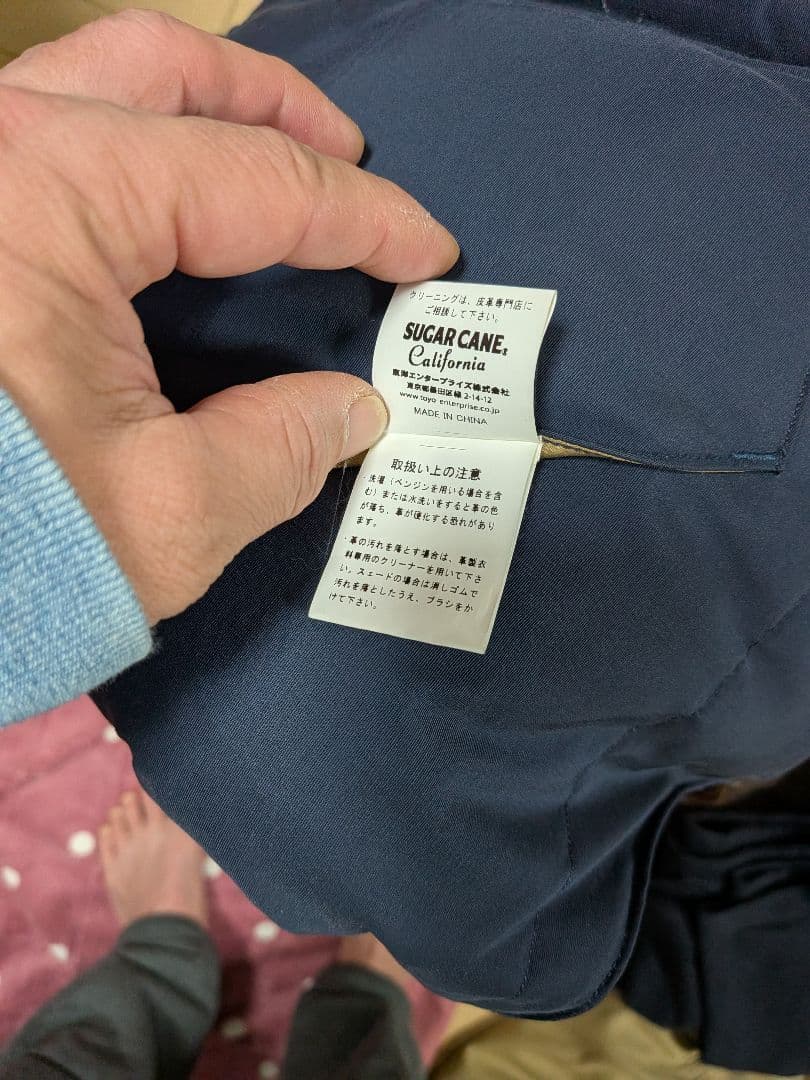 クリーニングは、皮革専門店に
ご相談して下さい。
SUGAR CANE®
California
東洋エンタープライズ株式会社
東京都墨田区緑 2-14-12
www.toyo-enterprise.co.jp
MADE IN CHINA
取扱い上の注意
・洗濯（ベンジンを用いる場合を含
む）または水洗いをすると革の色
が落ち、革が硬化する恐れがあり
ます。
・革の汚れを落とす場合は、革製衣
料専用のクリーナーを用いて下さ
い。スェードの場合は消しゴムで
汚れを落としたうえ、ブラシをか
けて下さい。